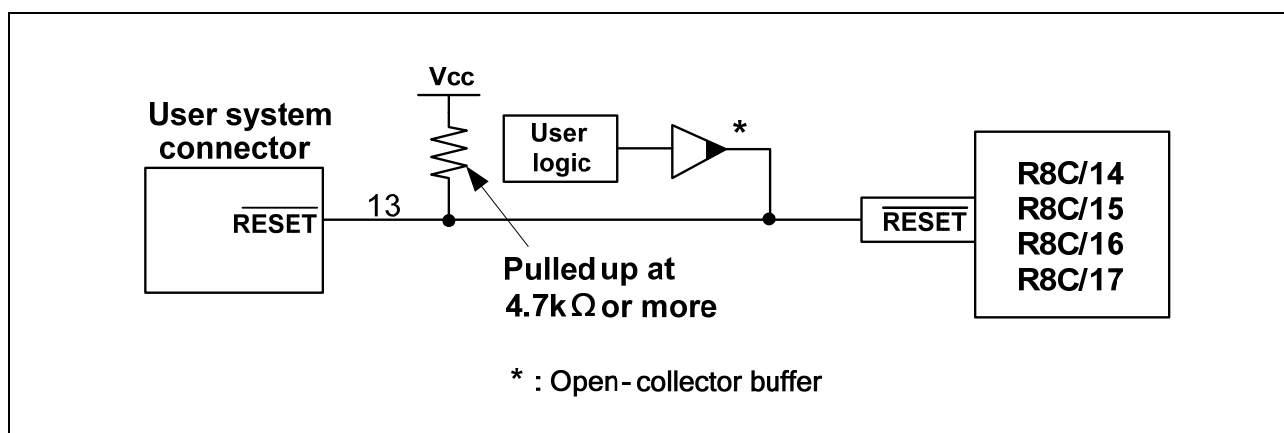 Vcc
User system
connector
RESET
13
User
logic
*
Pulled up at
4.7kΩ or more
RESET
R8C/14
R8C/15
R8C/16
R8C/17
* : Open-collector buffer